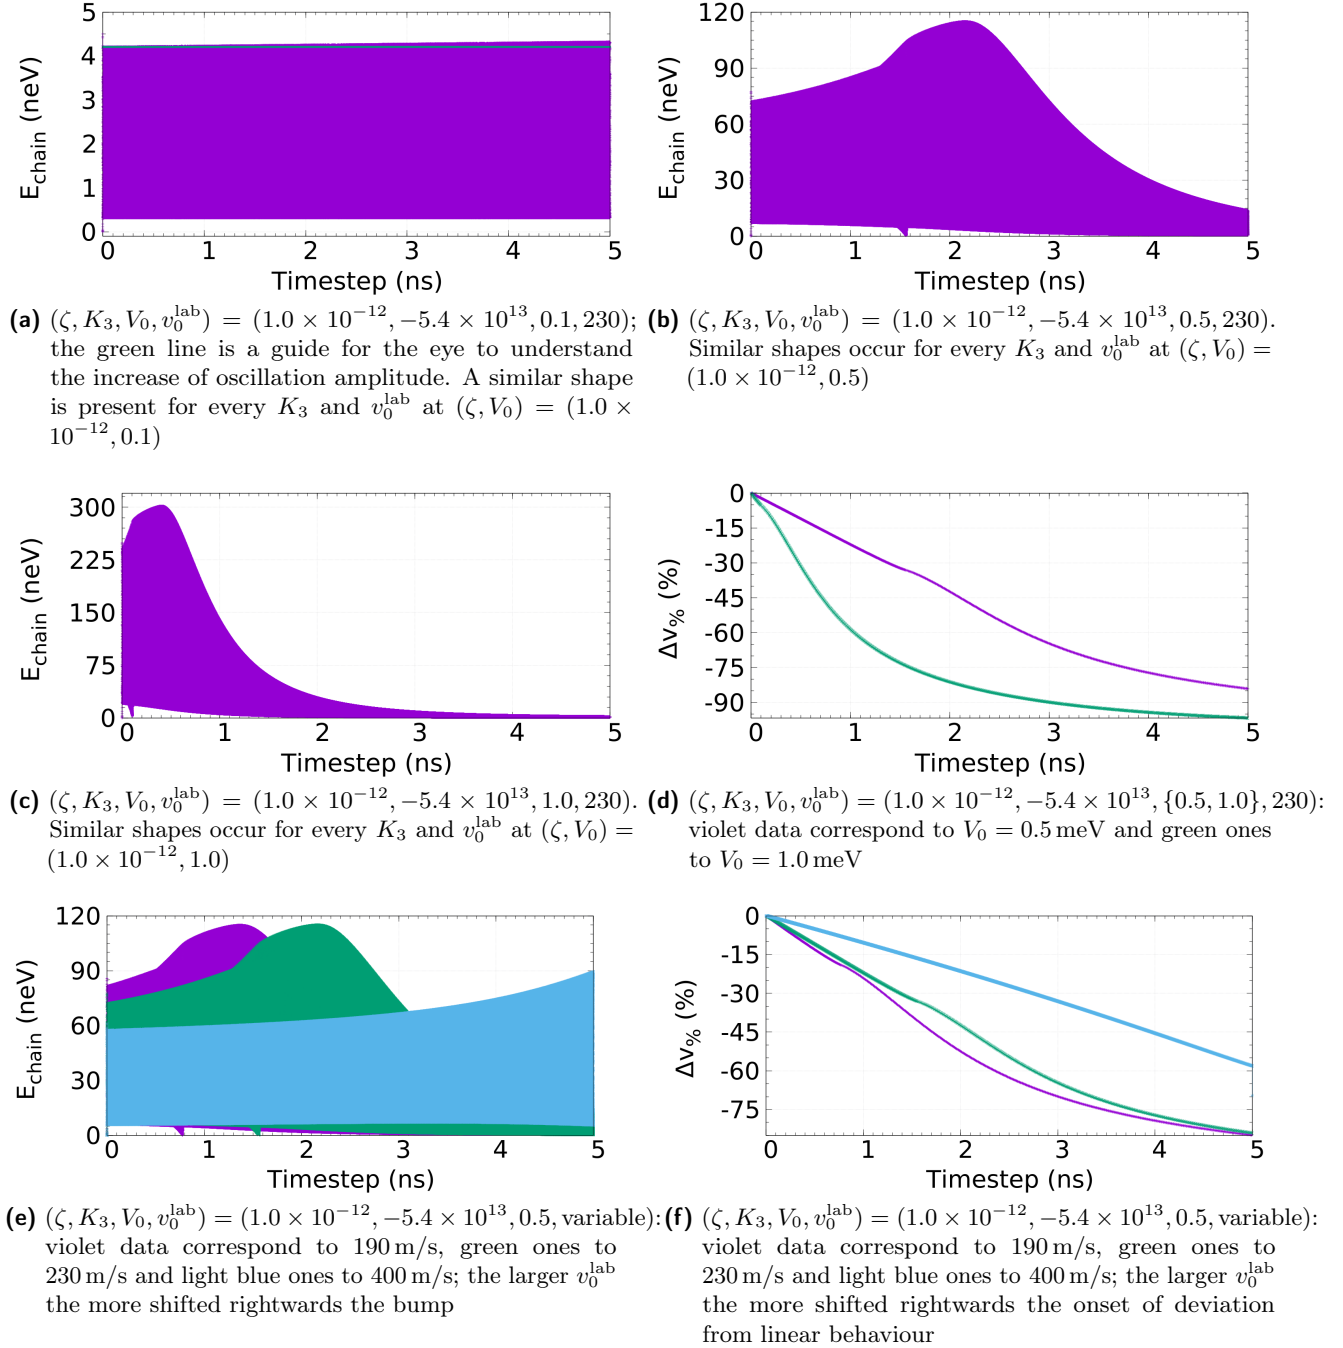 5
4
3
2
1
0
E_chain (neV)
0 1 2 3 4 5
Timestep (ns)
120
90
60
30
0
E_chain (neV)
0 1 2 3 4 5
Timestep (ns)
(a) (ζ, K₃, V₀, v₀^lab) = (1.0 × 10⁻¹², −5.4 × 10¹³, 0.1, 230);
the green line is a guide for the eye to understand
the increase of oscillation amplitude. A similar shape
is present for every K₃ and v₀^lab at (ζ, V₀) = (1.0 ×
10⁻¹², 0.1)
(b) (ζ, K₃, V₀, v₀^lab) = (1.0 × 10⁻¹², −5.4 × 10¹³, 0.5, 230).
Similar shapes occur for every K₃ and v₀^lab at (ζ, V₀) =
(1.0 × 10⁻¹², 0.5)
300
225
150
75
0
E_chain (neV)
0 1 2 3 4 5
Timestep (ns)
0
-15
-30
-45
-60
-75
-90
Δv_% (%)
0 1 2 3 4 5
Timestep (ns)
(c) (ζ, K₃, V₀, v₀^lab) = (1.0 × 10⁻¹², −5.4 × 10¹³, 1.0, 230).
Similar shapes occur for every K₃ and v₀^lab at (ζ, V₀) =
(1.0 × 10⁻¹², 1.0)
(d) (ζ, K₃, V₀, v₀^lab) = (1.0 × 10⁻¹², −5.4 × 10¹³, {0.5, 1.0}, 230):
violet data correspond to V₀ = 0.5 meV and green ones
to V₀ = 1.0 meV
120
90
60
30
0
E_chain (neV)
0 1 2 3 4 5
Timestep (ns)
0
-15
-30
-45
-60
-75
Δv_% (%)
0 1 2 3 4 5
Timestep (ns)
(e) (ζ, K₃, V₀, v₀^lab) = (1.0 × 10⁻¹², −5.4 × 10¹³, 0.5, variable):
violet data correspond to 190 m/s, green ones to
230 m/s and light blue ones to 400 m/s; the larger v₀^lab
the more shifted rightwards the bump
(f) (ζ, K₃, V₀, v₀^lab) = (1.0 × 10⁻¹², −5.4 × 10¹³, 0.5, variable):
violet data correspond to 190 m/s, green ones to
230 m/s and light blue ones to 400 m/s; the larger v₀^lab
the more shifted rightwards the onset of deviation
from linear behaviour